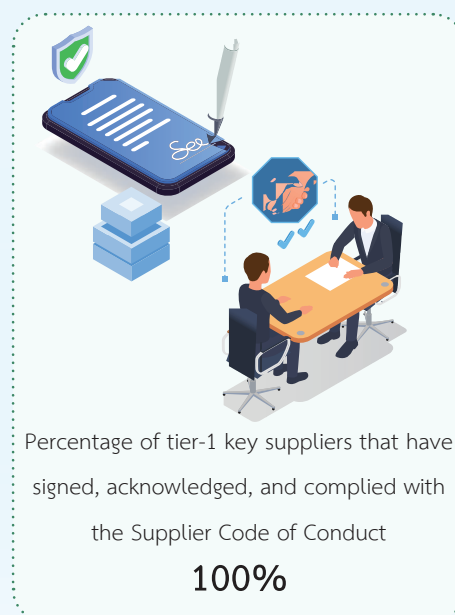 Percentage of tier-1 key suppliers that have
signed, acknowledged, and complied with
the Supplier Code of Conduct
100%